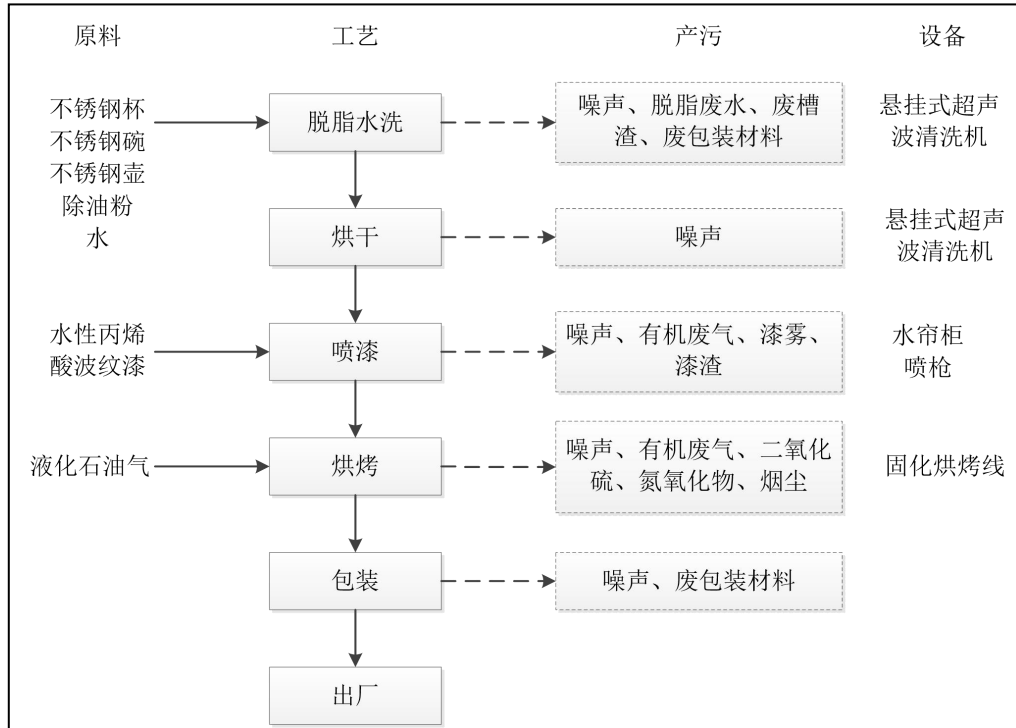 原料 工艺 产污 设备
不锈钢杯
不锈钢碗
不锈钢壶
除油粉
水
脱脂水洗
噪声、脱脂废水、废槽
渣、废包装材料
悬挂式超声
波清洗机
烘干
噪声
悬挂式超声
波清洗机
水性丙烯
酸波纹漆
喷漆
噪声、有机废气、漆雾、
漆渣
水帘柜
喷枪
液化石油气
烘烤
噪声、有机废气、二氧化
硫、氮氧化物、烟尘
固化烘烤线
包装
噪声、废包装材料
出厂